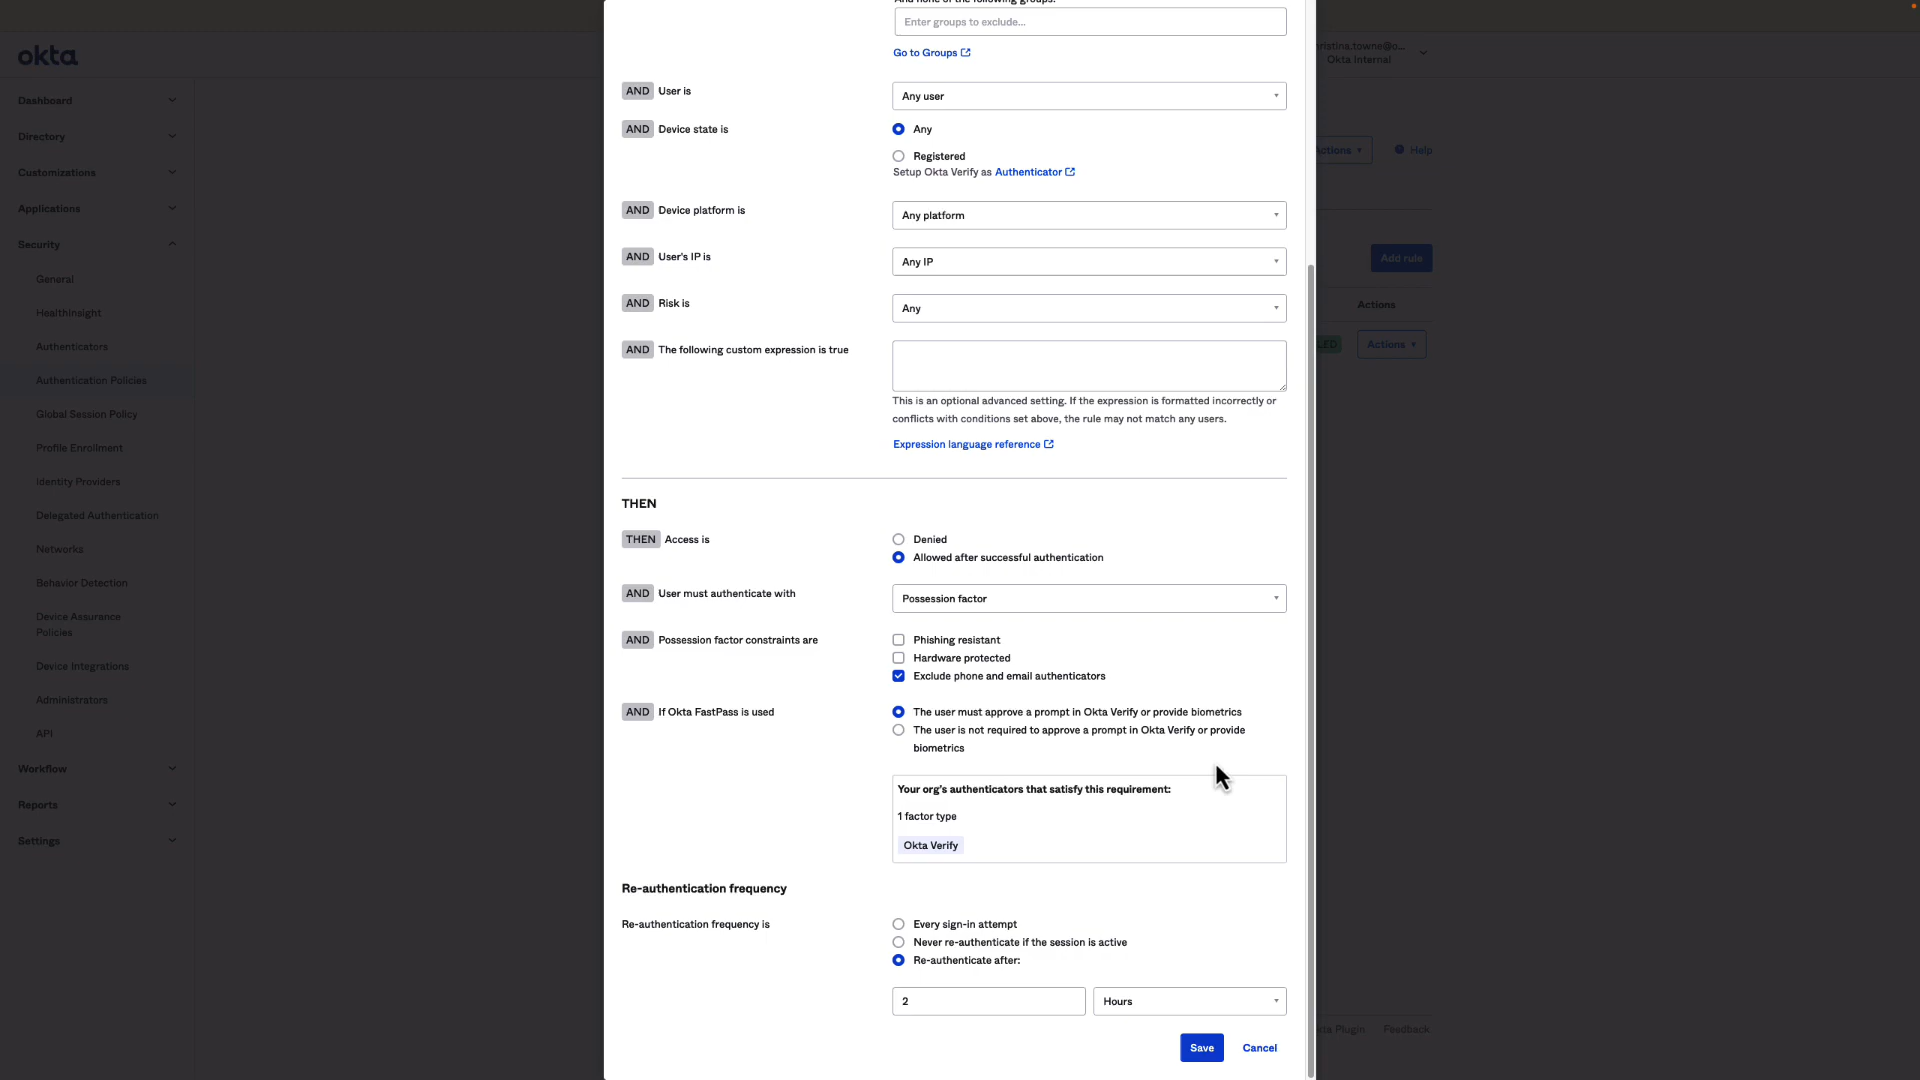 And none of the following groups:
Enter groups to exclude...
Go to Groups
okta
Okta Internal
Dashboard
Directory
Customizations
Applications
Security
General
HealthInsight
Authenticators
Authentication Policies
Global Session Policy
Profile Enrollment
Identity Providers
Delegated Authentication
Networks
Behavior Detection
Device Assurance
Policies
Device Integrations
Administrators
API
Workflow
Reports
Settings
AND User is
Any user
AND Device state is
Any
Registered
Setup Okta Verify as Authenticator
AND Device platform is
Any platform
AND User's IP is
Any IP
AND Risk is
Any
AND The following custom expression is true
This is an optional advanced setting. If the expression is formatted incorrectly or
conflicts with conditions set above, the rule may not match any users.
Expression language reference
THEN
THEN Access is
Denied
Allowed after successful authentication
AND User must authenticate with
Possession factor
AND Possession factor constraints are
Phishing resistant
Hardware protected
Exclude phone and email authenticators
AND If Okta FastPass is used
The user must approve a prompt in Okta Verify or provide biometrics
The user is not required to approve a prompt in Okta Verify or provide
biometrics
Your org's authenticators that satisfy this requirement:
1 factor type
Okta Verify
Re-authentication frequency
Re-authentication frequency is
Every sign-in attempt
Never re-authenticate if the session is active
Re-authenticate after:
2
Hours
Save
Cancel
Actions
Help
Add rule
Actions
Actions
Plugin
Feedback